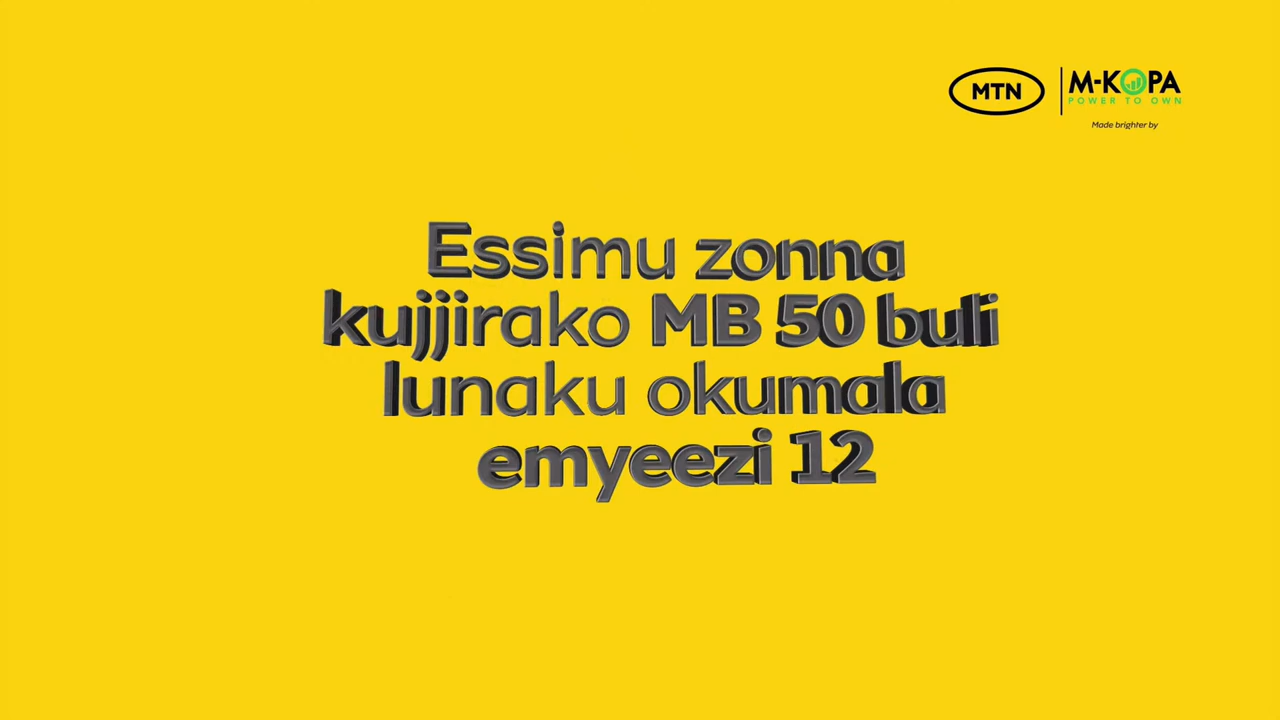 MTN
M-KOPA
POWER TO OWN
Made brighter by
Essimu zonna
kujjirako MB 50 buli
lunaku okumala
emyeezi 12